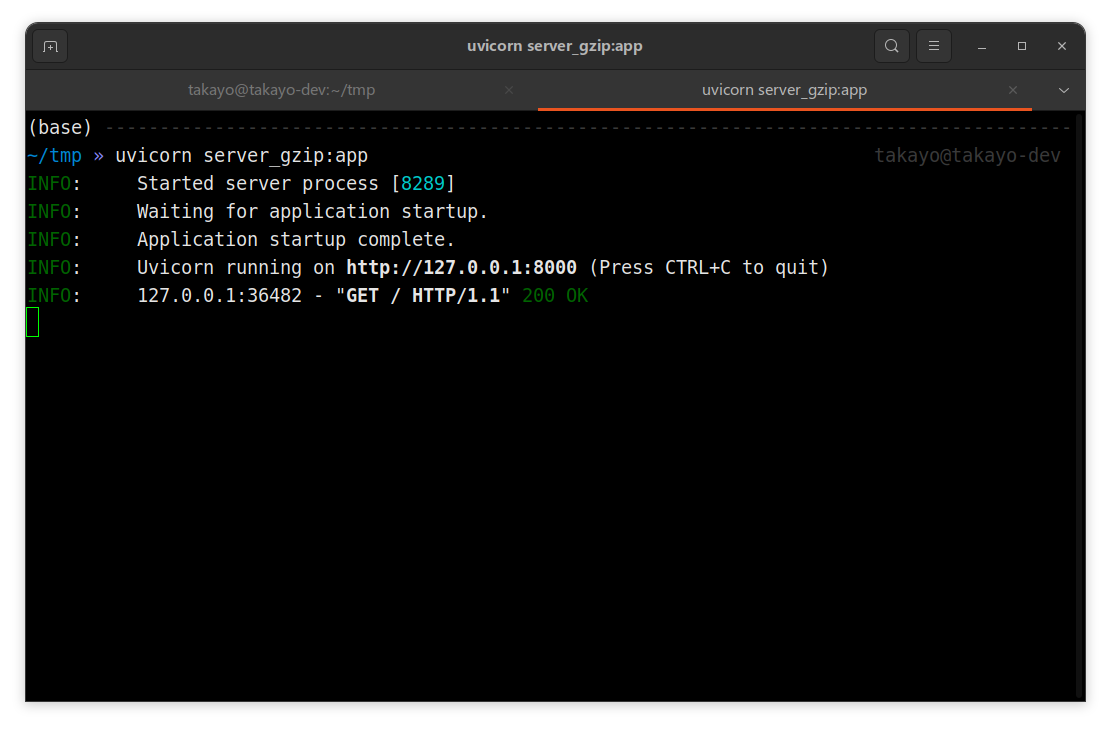 uvicorn server_gzip:app
takayo@takayo-dev:~/tmp
uvicorn server_gzip:app
(base) ----------------------------------------------------------------------------------------
~/tmp » uvicorn server_gzip:app takayo@takayo-dev
INFO: Started server process [8289]
INFO: Waiting for application startup.
INFO: Application startup complete.
INFO: Uvicorn running on http://127.0.0.1:8000 (Press CTRL+C to quit)
INFO: 127.0.0.1:36482 - "GET / HTTP/1.1" 200 OK